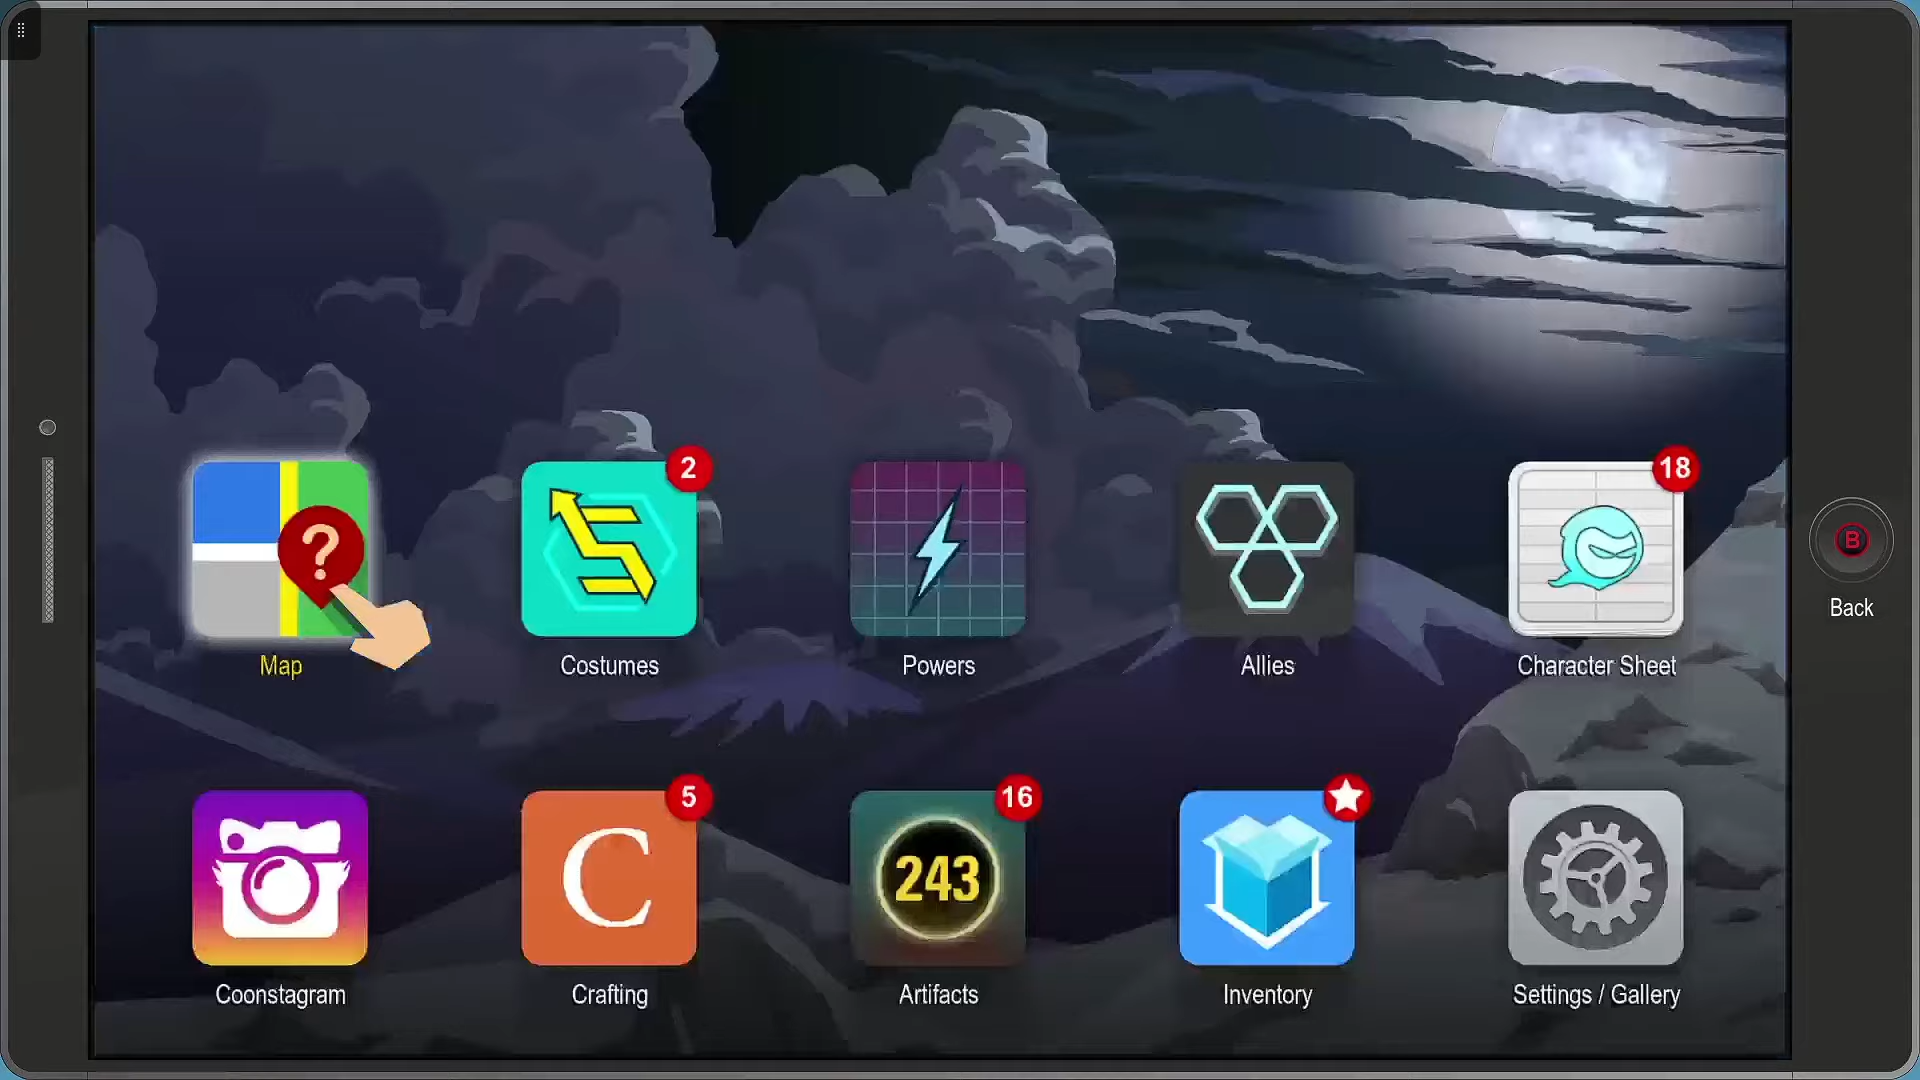 2
18
?
B
Back
Map
Costumes
Powers
Allies
Character Sheet
5
16
C
243
Coonstagram
Crafting
Artifacts
Inventory
Settings / Gallery